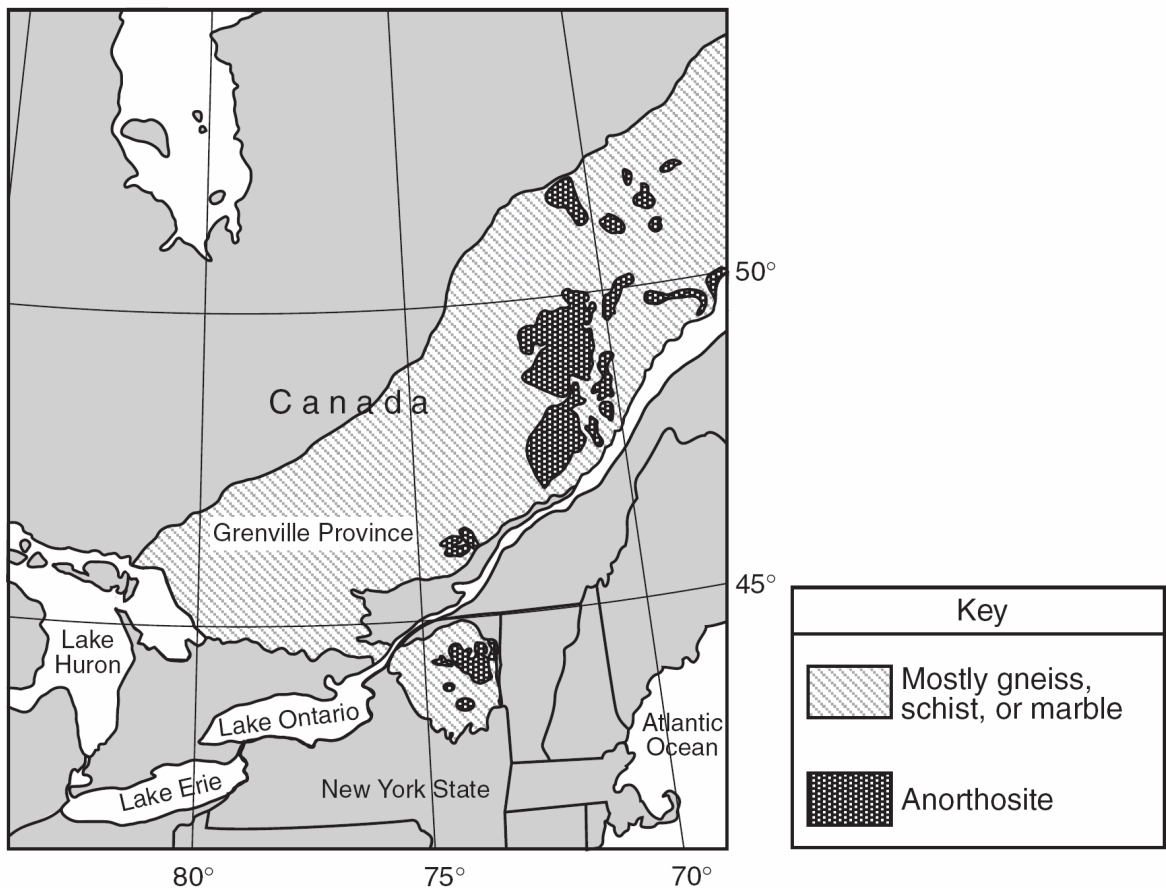 50°
Canada
Grenville Province
45°
Lake
Huron
Lake Ontario
Atlantic
Ocean
Lake Erie
New York State
80°
75°
70°
Key
Mostly gneiss,
schist, or marble
Anorthosite